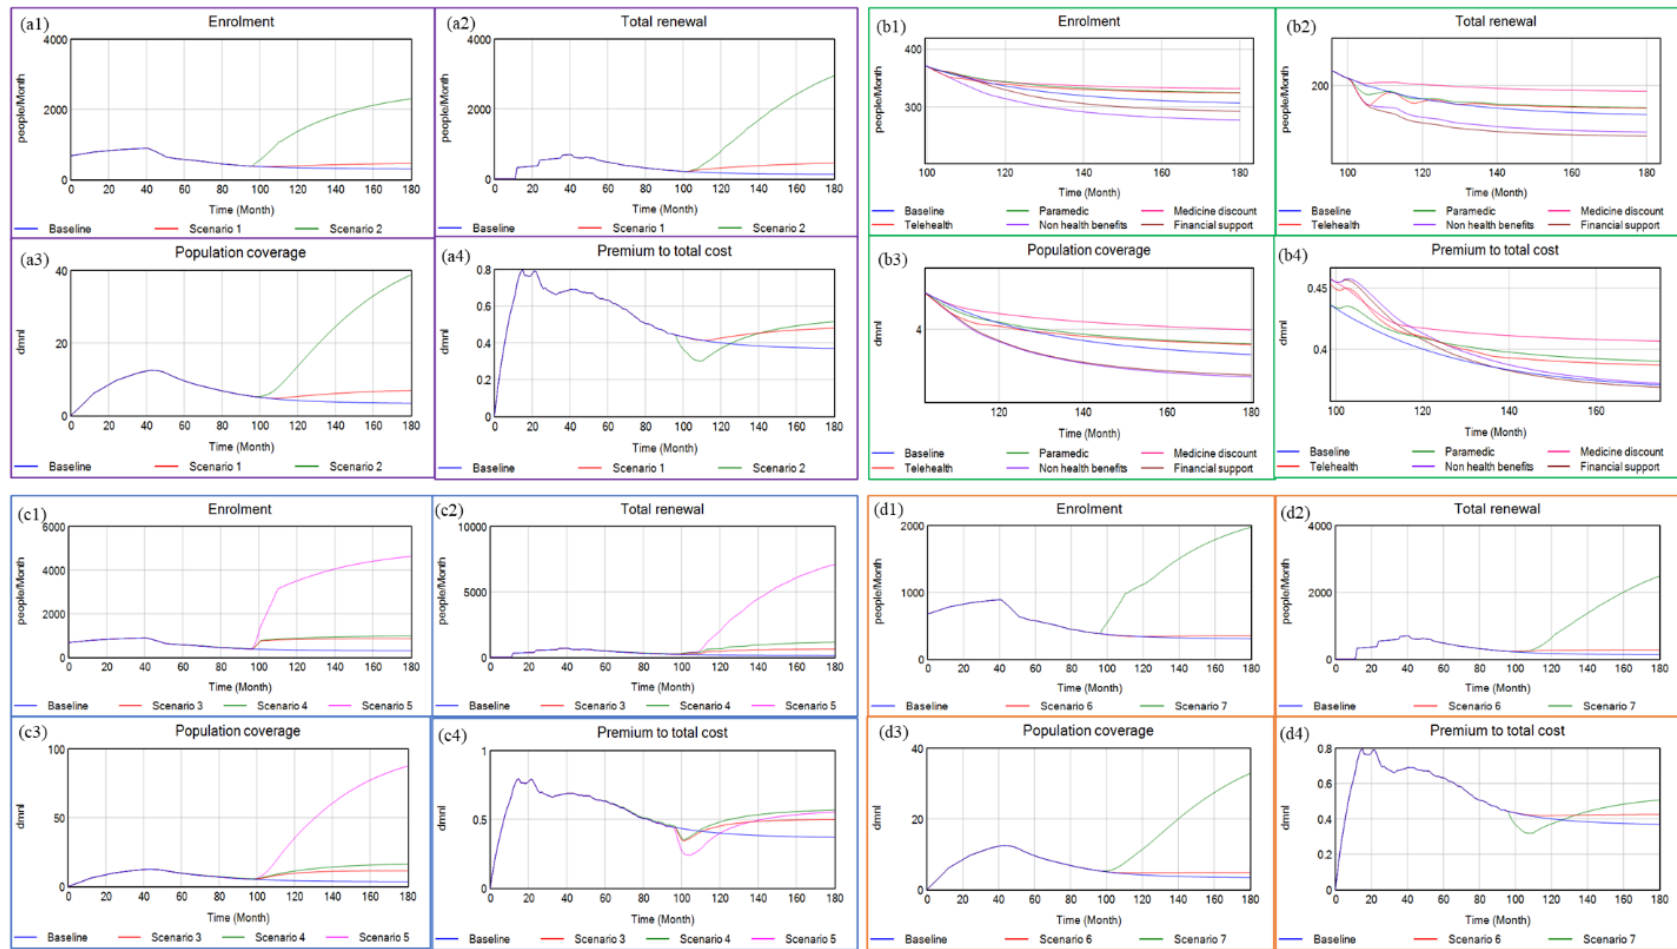 (a1)
Enrolment
4000
2000
0
people/Month
0 20 40 60 80 100 120 140 160 180
Time (Month)
Baseline Scenario 1 Scenario 2
(a2)
Total renewal
4000
2000
0
people/Month
0 20 40 60 80 100 120 140 160 180
Time (Month)
Baseline Scenario 1 Scenario 2
(b1)
Enrolment
400
300
people/Month
100 120 140 160 180
Time (Month)
Baseline Paramedic Medicine discount
Telehealth Non health benefits Financial support
(b2)
Total renewal
200
people/Month
100 120 140 160 180
Time (Month)
Baseline Paramedic Medicine discount
Telehealth Non health benefits Financial support
(a3)
Population coverage
40
20
0
dmnl
0 20 40 60 80 100 120 140 160 180
Time (Month)
Baseline Scenario 1 Scenario 2
(a4)
Premium to total cost
0.8
0.6
0.4
0.2
0
dmnl
0 20 40 60 80 100 120 140 160 180
Time (Month)
Baseline Scenario 1 Scenario 2
(b3)
Population coverage
4
dmnl
120 140 160 180
Time (Month)
Baseline Paramedic Medicine discount
Telehealth Non health benefits Financial support
(b4)
Premium to total cost
0.45
0.4
dmnl
100 120 140 160
Time (Month)
Baseline Paramedic Medicine discount
Telehealth Non health benefits Financial support
(c1)
Enrolment
6000
4000
2000
0
people/Month
0 20 40 60 80 100 120 140 160 180
Time (Month)
Baseline Scenario 3 Scenario 4 Scenario 5
(c2)
Total renewal
10000
5000
0
people/Month
0 20 40 60 80 100 120 140 160 180
Time (Month)
Baseline Scenario 3 Scenario 4 Scenario 5
(d1)
Enrolment
2000
1000
0
people/Month
0 20 40 60 80 100 120 140 160 180
Time (Month)
Baseline Scenario 6 Scenario 7
(d2)
Total renewal
4000
2000
0
people/Month
0 20 40 60 80 100 120 140 160 180
Time (Month)
Baseline Scenario 6 Scenario 7
(c3)
Population coverage
100
50
0
dmnl
0 20 40 60 80 100 120 140 160 180
Time (Month)
Baseline Scenario 3 Scenario 4 Scenario 5
(c4)
Premium to total cost
1
0.5
0
dmnl
0 20 40 60 80 100 120 140 160 180
Time (Month)
Baseline Scenario 3 Scenario 4 Scenario 5
(d3)
Population coverage
40
20
0
dmnl
0 20 40 60 80 100 120 140 160 180
Time (Month)
Baseline Scenario 6 Scenario 7
(d4)
Premium to total cost
0.8
0.6
0.4
0.2
0
dmnl
0 20 40 60 80 100 120 140 160 180
Time (Month)
Baseline Scenario 6 Scenario 7